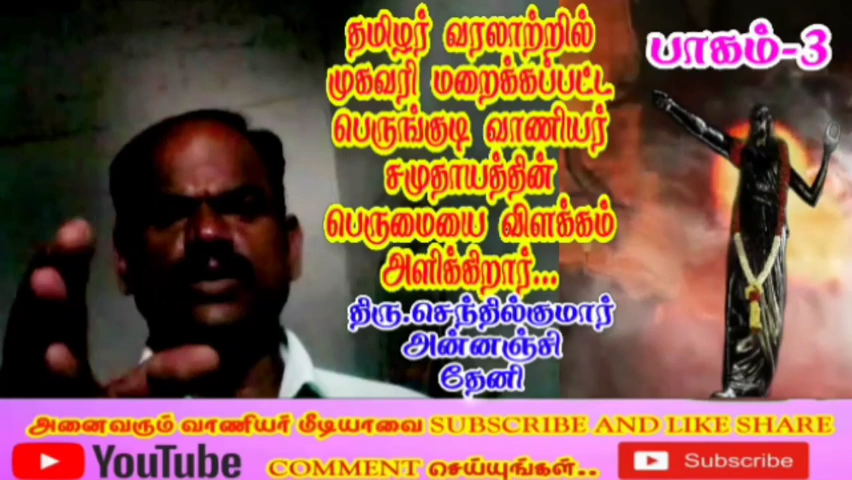 தமிழர் வரலாற்றில்
முகவரி மறைக்கப்பட்ட
பெருங்குடி வாணியர்
சமுதாயத்தின்
பெருமையை விளக்கம்
அளிக்கிறார்...
திரு.செந்தில்குமார்
அன்னஞ்சி
தேனி
பாகம்-3
அனைவரும் வாணியர் மீடியாவை SUBSCRIBE AND LIKE SHARE
YouTube COMMENT செய்யுங்கள்.. Subscribe